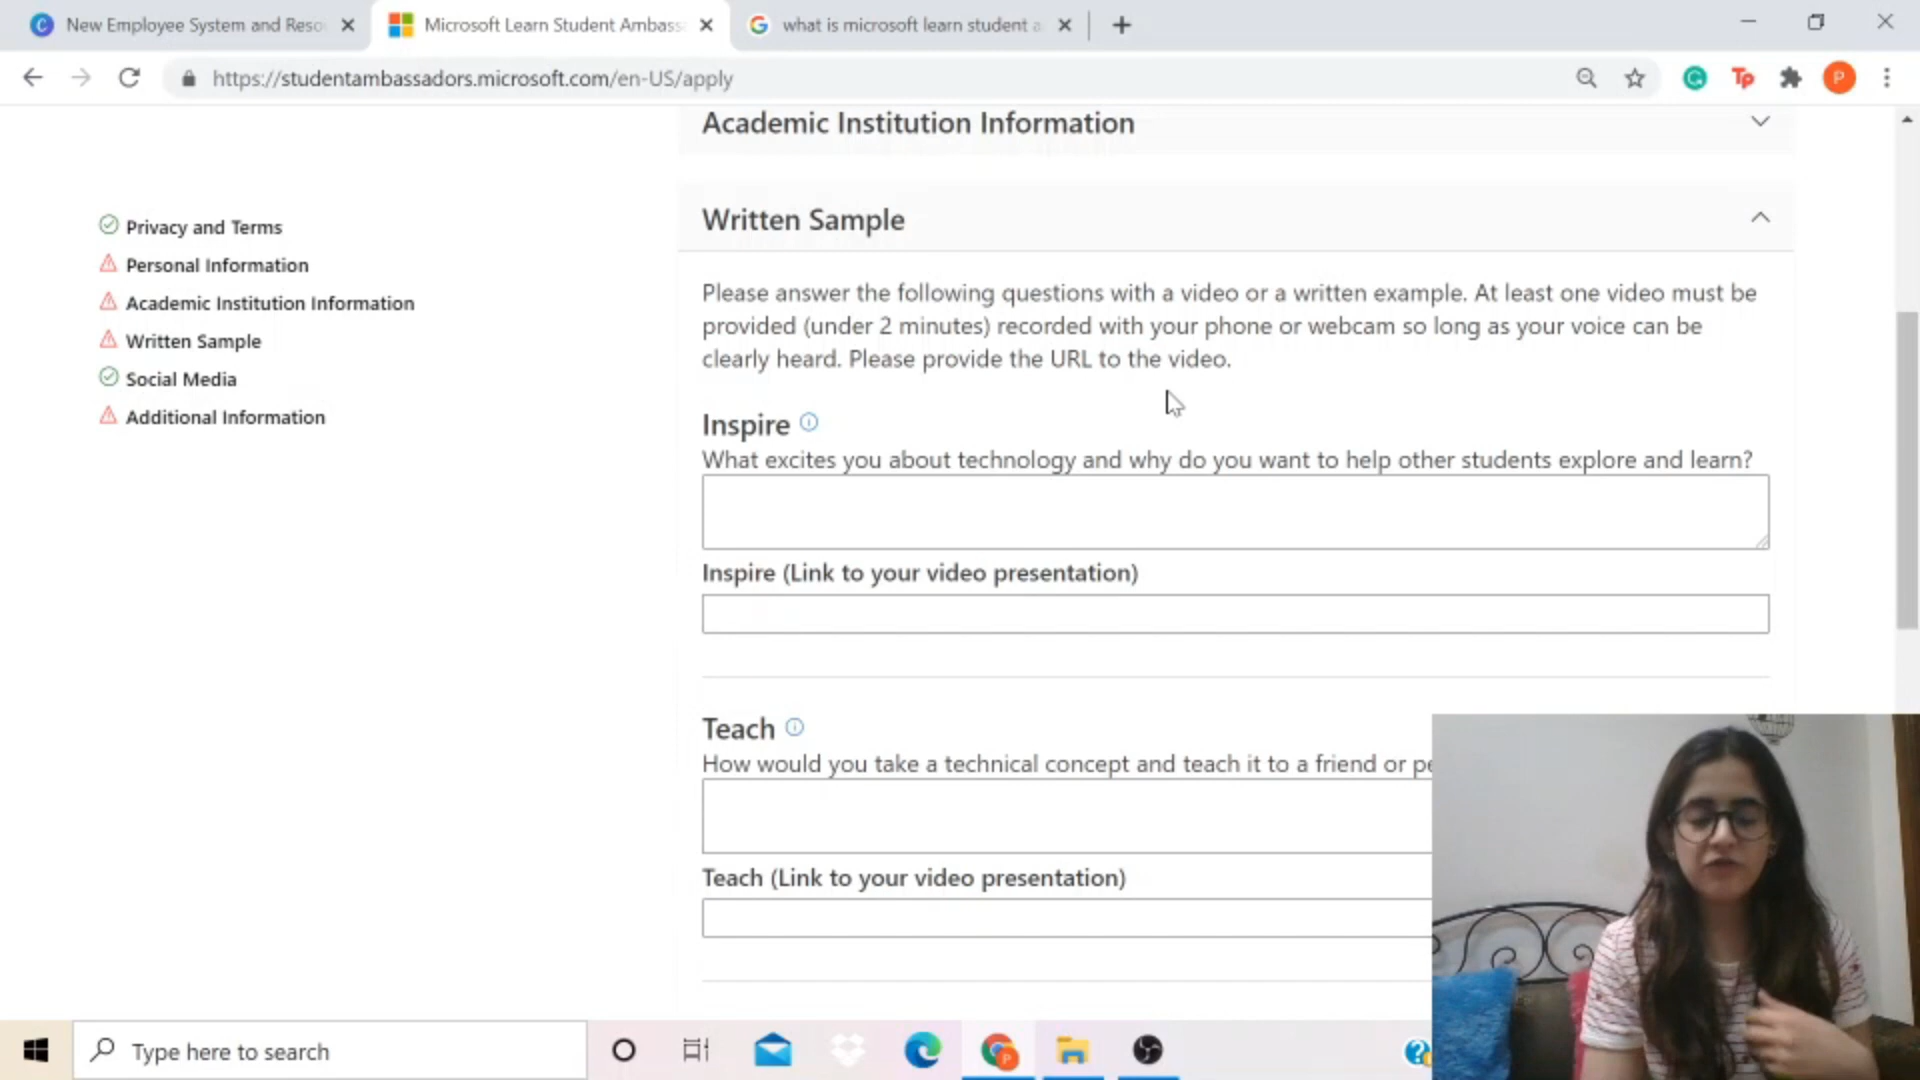 New Employee System and Reso
Microsoft Learn Student Ambass
what is microsoft learn student a
https://studentambassadors.microsoft.com/en-US/apply
P
Academic Institution Information
Privacy and Terms
Personal Information
Academic Institution Information
Written Sample
Social Media
Additional Information
Written Sample
Please answer the following questions with a video or a written example. At least one video must be
provided (under 2 minutes) recorded with your phone or webcam so long as your voice can be
clearly heard. Please provide the URL to the video.
Inspire
What excites you about technology and why do you want to help other students explore and learn?
Inspire (Link to your video presentation)
Teach
How would you take a technical concept and teach it to a friend or pe
Teach (Link to your video presentation)
Type here to search